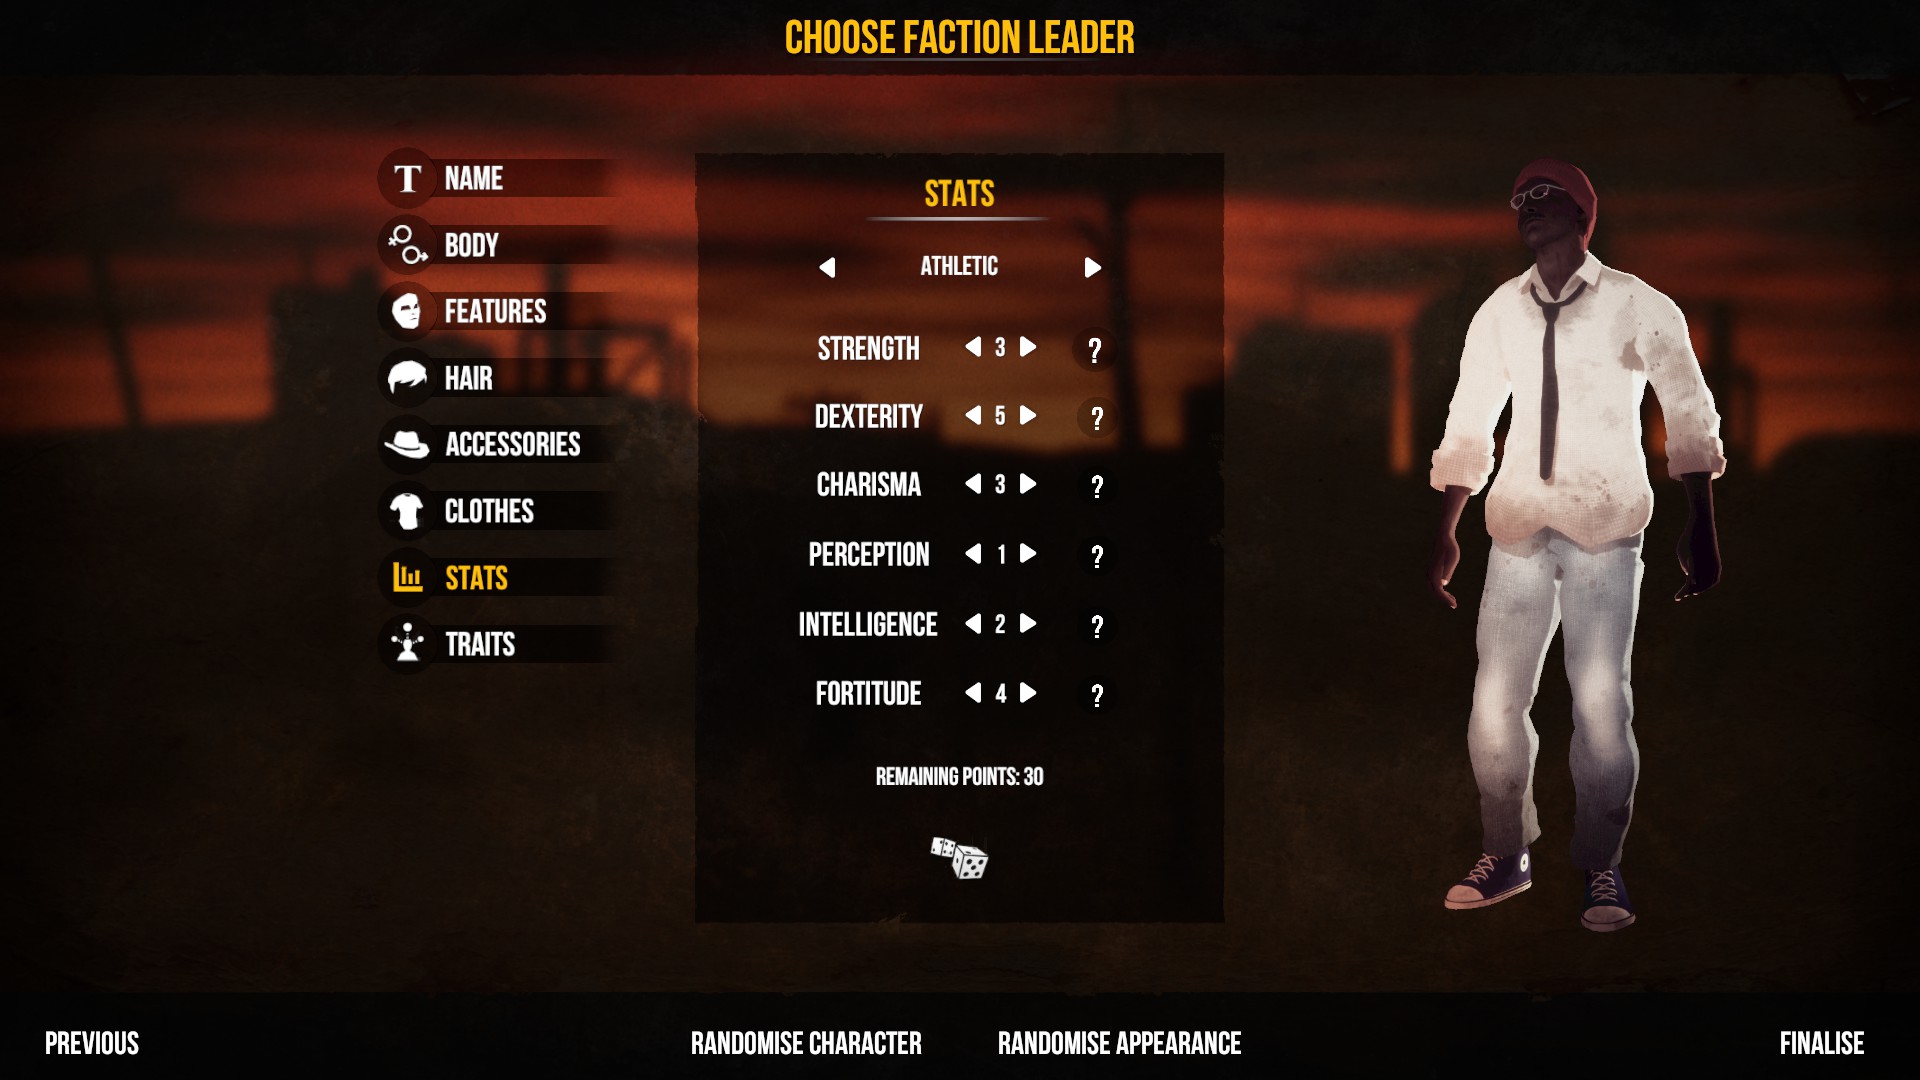 CHOOSE FACTION LEADER
NAME
BODY
FEATURES
HAIR
ACCESSORIES
CLOTHES
STATS
TRAITS
STATS
ATHLETIC
STRENGTH 3 ?
DEXTERITY 5 ?
CHARISMA 3 ?
PERCEPTION 1 ?
INTELLIGENCE 2 ?
FORTITUDE 4 ?
REMAINING POINTS: 30
PREVIOUS
RANDOMISE CHARACTER
RANDOMISE APPEARANCE
FINALISE